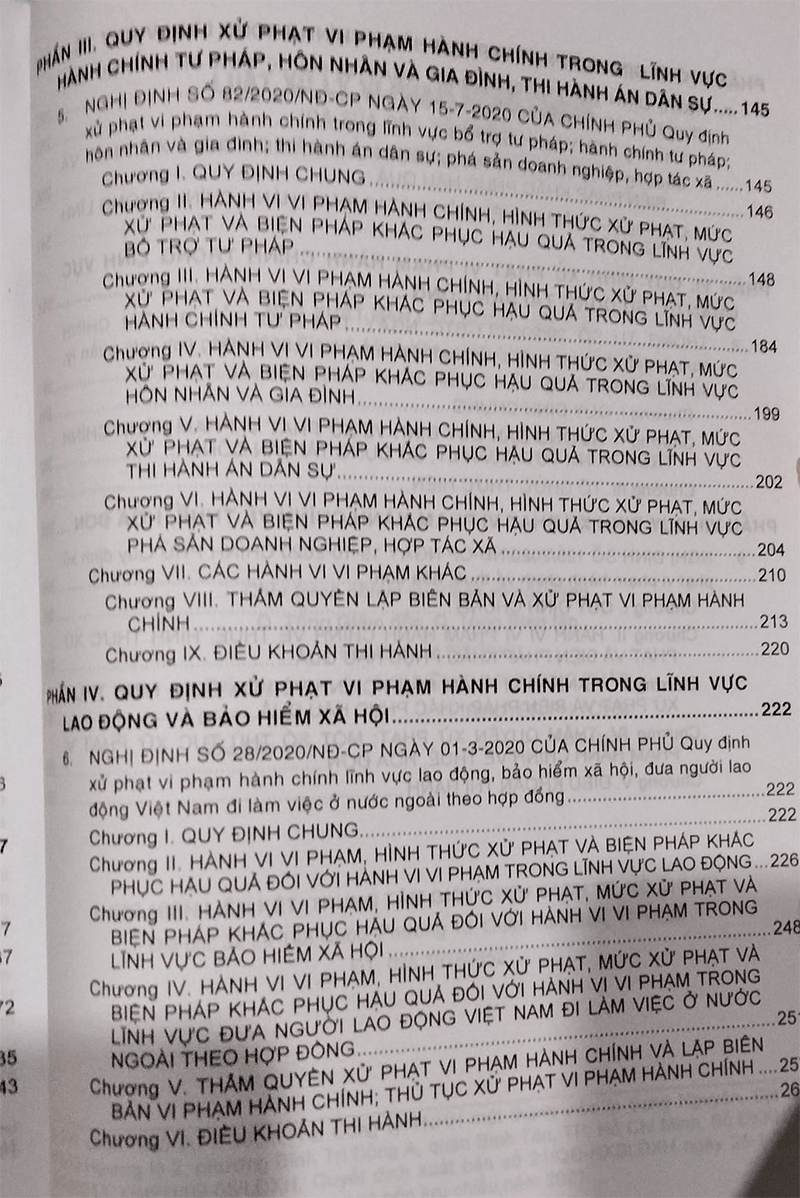 PHẦN III. QUY ĐỊNH XỬ PHẠT VI PHẠM HÀNH CHÍNH TRONG LĨNH VỰC
HÀNH CHÍNH TƯ PHÁP, HÔN NHÂN VÀ GIA ĐÌNH, THI HÀNH ÁN DÂN SỰ.....145
5. NGHỊ ĐỊNH SỐ 82/2020/NĐ-CP NGÀY 15-7-2020 CỦA CHÍNH PHỦ Quy định
xử phạt vi phạm hành chính trong lĩnh vực bổ trợ tư pháp; hành chính tư pháp;
hôn nhân và gia đình; thi hành án dân sự; phá sản doanh nghiệp, hợp tác xã ......145
Chương I. QUY ĐỊNH CHUNG ..........146
Chương II. HÀNH VI VI PHẠM HÀNH CHÍNH, HÌNH THỨC XỬ PHẠT, MỨC
XỬ PHẠT VÀ BIỆN PHÁP KHẮC PHỤC HẬU QUẢ TRONG LĨNH VỰC
BỔ TRỢ TƯ PHÁP ..........148
Chương III. HÀNH VI VI PHẠM HÀNH CHÍNH, HÌNH THỨC XỬ PHẠT, MỨC
XỬ PHẠT VÀ BIỆN PHÁP KHẮC PHỤC HẬU QUẢ TRONG LĨNH VỰC
HÀNH CHÍNH TƯ PHÁP ..........184
Chương IV. HÀNH VI VI PHẠM HÀNH CHÍNH, HÌNH THỨC XỬ PHẠT, MỨC
XỬ PHẠT VÀ BIỆN PHÁP KHẮC PHỤC HẬU QUẢ TRONG LĨNH VỰC
HÔN NHÂN VÀ GIA ĐÌNH ..........199
Chương V. HÀNH VI VI PHẠM HÀNH CHÍNH, HÌNH THỨC XỬ PHẠT, MỨC
XỬ PHẠT VÀ BIỆN PHÁP KHẮC PHỤC HẬU QUẢ TRONG LĨNH VỰC
THI HÀNH ÁN DÂN SỰ ..........202
Chương VI. HÀNH VI VI PHẠM HÀNH CHÍNH, HÌNH THỨC XỬ PHẠT, MỨC
XỬ PHẠT VÀ BIỆN PHÁP KHẮC PHỤC HẬU QUẢ TRONG LĨNH VỰC
PHÁ SẢN DOANH NGHIỆP, HỢP TÁC XÃ ..........204
Chương VII. CÁC HÀNH VI VI PHẠM KHÁC ..........210
Chương VIII. THẨM QUYỀN LẬP BIÊN BẢN VÀ XỬ PHẠT VI PHẠM HÀNH
CHÍNH ..........213
Chương IX. ĐIỀU KHOẢN THI HÀNH ..........220
PHẦN IV. QUY ĐỊNH XỬ PHẠT VI PHẠM HÀNH CHÍNH TRONG LĨNH VỰC
LAO ĐỘNG VÀ BẢO HIỂM XÃ HỘI ..........222
6. NGHỊ ĐỊNH SỐ 28/2020/NĐ-CP NGÀY 01-3-2020 CỦA CHÍNH PHỦ Quy định
xử phạt vi phạm hành chính lĩnh vực lao động, bảo hiểm xã hội, đưa người lao
động Việt Nam đi làm việc ở nước ngoài theo hợp đồng ..........222
Chương I. QUY ĐỊNH CHUNG ..........222
Chương II. HÀNH VI VI PHẠM, HÌNH THỨC XỬ PHẠT VÀ BIỆN PHÁP KHẮC
PHỤC HẬU QUẢ ĐỐI VỚI HÀNH VI VI PHẠM TRONG LĨNH VỰC LAO ĐỘNG ...226
Chương III. HÀNH VI VI PHẠM, HÌNH THỨC XỬ PHẠT, MỨC XỬ PHẠT VÀ
BIỆN PHÁP KHẮC PHỤC HẬU QUẢ ĐỐI VỚI HÀNH VI VI PHẠM TRONG
LĨNH VỰC BẢO HIỂM XÃ HỘI ..........248
Chương IV. HÀNH VI VI PHẠM, HÌNH THỨC XỬ PHẠT, MỨC XỬ PHẠT VÀ
BIỆN PHÁP KHẮC PHỤC HẬU QUẢ ĐỐI VỚI HÀNH VI VI PHẠM TRONG
LĨNH VỰC ĐƯA NGƯỜI LAO ĐỘNG VIỆT NAM ĐI LÀM VIỆC Ở NƯỚC
NGOÀI THEO HỢP ĐỒNG ..........251
Chương V. THẨM QUYỀN XỬ PHẠT VI PHẠM HÀNH CHÍNH VÀ LẬP BIÊN
BẢN VI PHẠM HÀNH CHÍNH; THỦ TỤC XỬ PHẠT VI PHẠM HÀNH CHÍNH ....25
Chương VI. ĐIỀU KHOẢN THI HÀNH ..........26